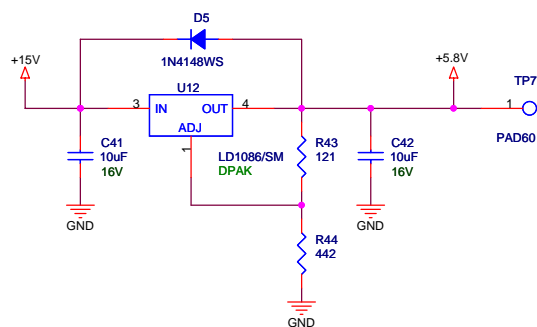 D5
+15V
+5.8V
1N4148WS
TP7
U12
3
IN
OUT
4
1
ADJ
C41
10uF
16V
1
LD1086/SM
DPAK
R43
121
C42
10uF
16V
PAD60
GND
GND
R44
442
GND